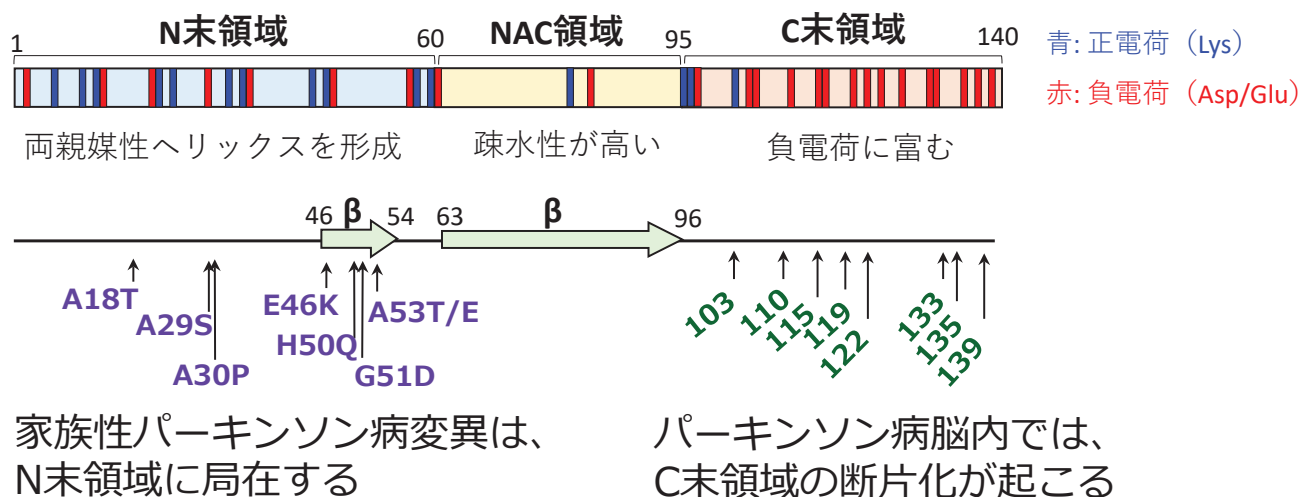 1 N末領域 60 NAC領域 95 C末領域 140
青: 正電荷（Lys）
赤: 負電荷（Asp/Glu）
両親媒性ヘリックスを形成 疎水性が高い 負電荷に富む
46 β 54 63 β 96
A18T
A29S
A30P
E46K
H50Q
G51D
A53T/E
103
110
115
119
122
133
135
139
家族性パーキンソン病変異は、
N末領域に局在する
パーキンソン病脳内では、
C末領域の断片化が起こる